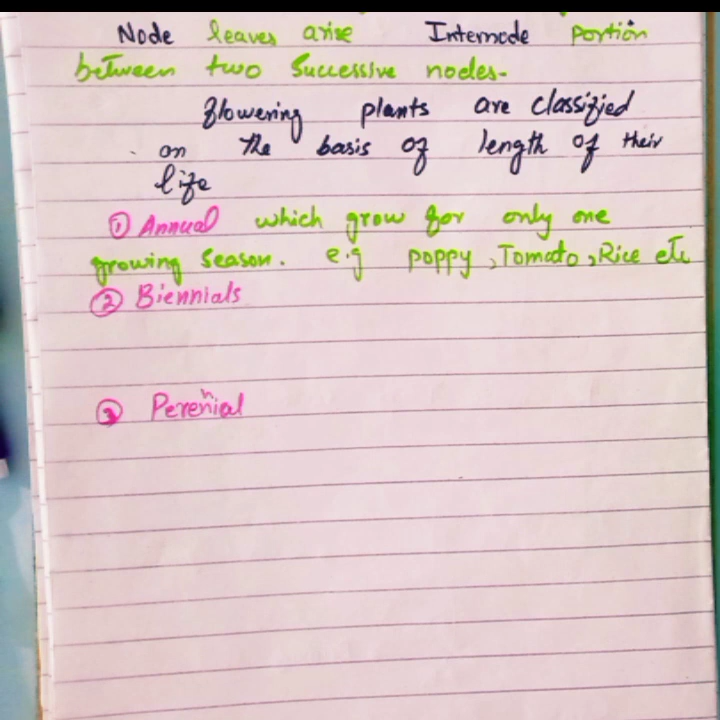 Node leaves arise Internode portion
between two Successive nodes-
flowering plants are classified
on the basis of length of their
life
① Annual which grow for only one
growing season. e.g poppy, Tomato, Rice etc
② Biennials
③ Perennial